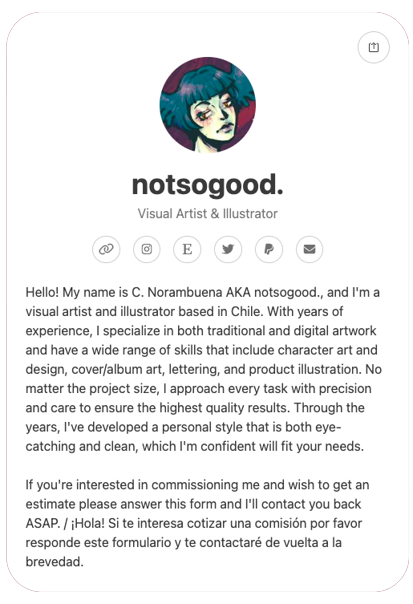 notsogood.
Visual Artist & Illustrator
E
Hello! My name is C. Norambuena AKA notsogood., and I'm a
visual artist and illustrator based in Chile. With years of
experience, I specialize in both traditional and digital artwork
and have a wide range of skills that include character art and
design, cover/album art, lettering, and product illustration. No
matter the project size, I approach every task with precision
and care to ensure the highest quality results. Through the
years, I've developed a personal style that is both eye-
catching and clean, which I'm confident will fit your needs.
If you're interested in commissioning me and wish to get an
estimate please answer this form and I'll contact you back
ASAP. / ¡Hola! Si te interesa cotizar una comisión por favor
responde este formulario y te contactaré de vuelta a la
brevedad.